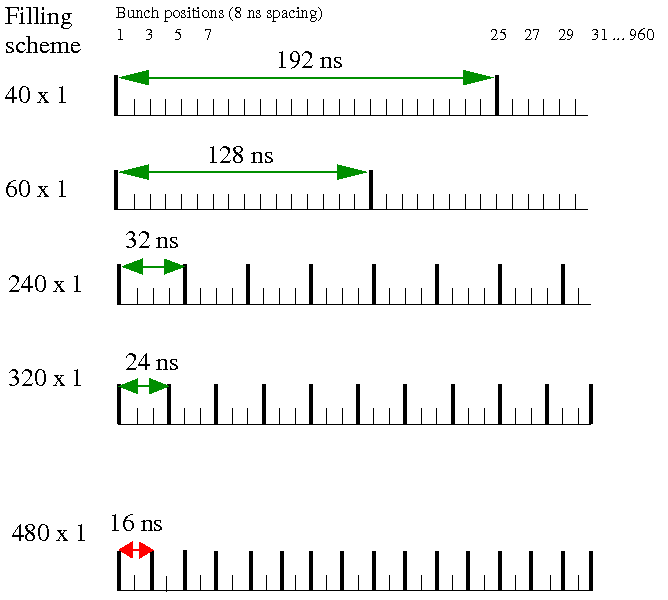 Filling scheme
Bunch positions (8 ns spacing)
1 3 5 7 25 27 29 31 ... 960
192 ns
40 x 1
128 ns
60 x 1
32 ns
240 x 1
24 ns
320 x 1
16 ns
480 x 1